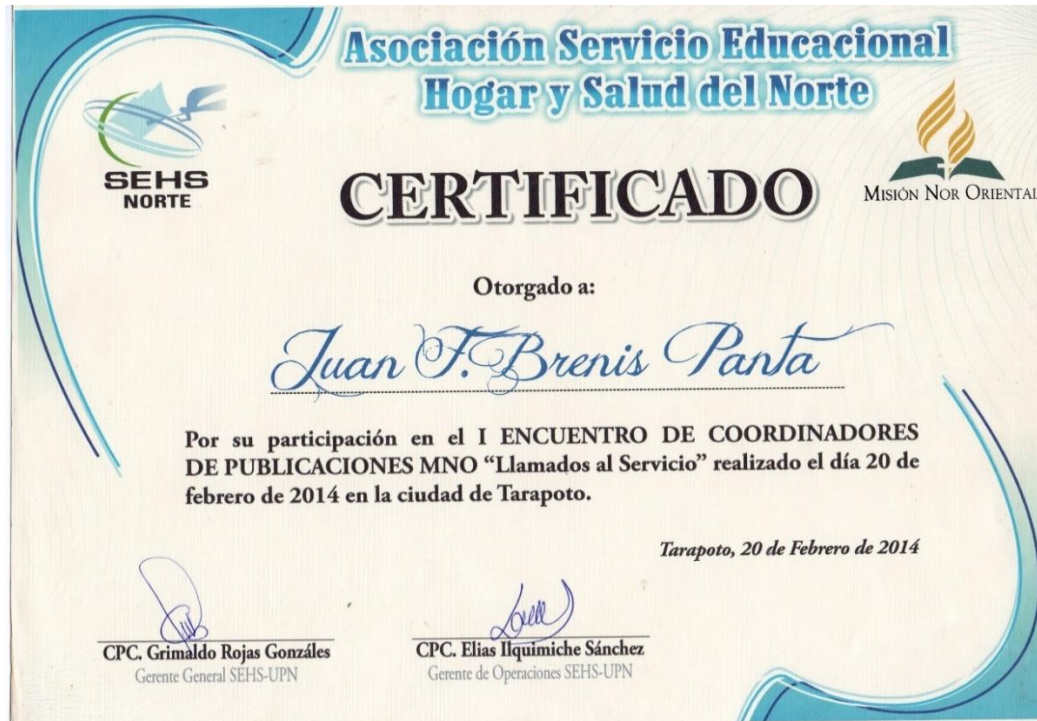 Asociación Servicio Educacional
Hogar y Salud del Norte
SEHS
NORTE
MISIÓN NOR ORIENTAL
CERTIFICADO
Otorgado a:
Juan F. Brenis Panta
Por su participación en el I ENCUENTRO DE COORDINADORES
DE PUBLICACIONES MNO “Llamados al Servicio” realizado el día 20 de
febrero de 2014 en la ciudad de Tarapoto.
Tarapoto, 20 de Febrero de 2014
CPC. Grimaldo Rojas Gonzáles
Gerente General SEHS-UPN
CPC. Elias Ilquimiche Sánchez
Gerente de Operaciones SEHS-UPN